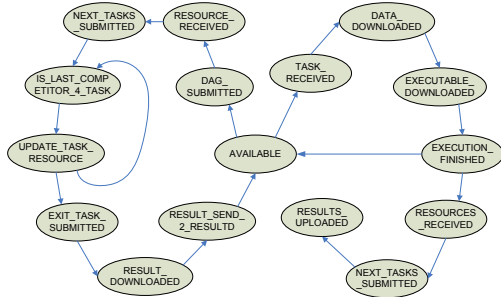 NEXT_TASKS
_SUBMITTED
RESOURCE_
RECEIVED
DATA_
DOWNLOADED
IS_LAST_COMP
ETITOR_4_TASK
DAG_
SUBMITTED
TASK_
RECEIVED
EXECUTABLE_
DOWNLOADED
UPDATE_TASK_
RESOURCE
AVAILABLE
EXECUTION_
FINISHED
EXIT_TASK_
SUBMITTED
RESULT_SEND_
2_RESULTD
RESULTS_
UPLOADED
RESOURCES
_RECEIVED
RESULT_
DOWNLOADED
NEXT_TASKS
_SUBMITTED